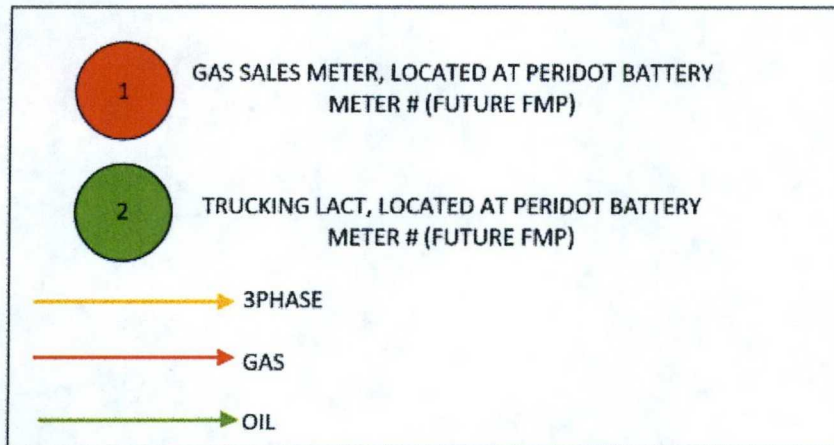 1
GAS SALES METER, LOCATED AT PERIDOT BATTERY
METER # (FUTURE FMP)
2
TRUCKING LACT, LOCATED AT PERIDOT BATTERY
METER # (FUTURE FMP)
3PHASE
GAS
OIL